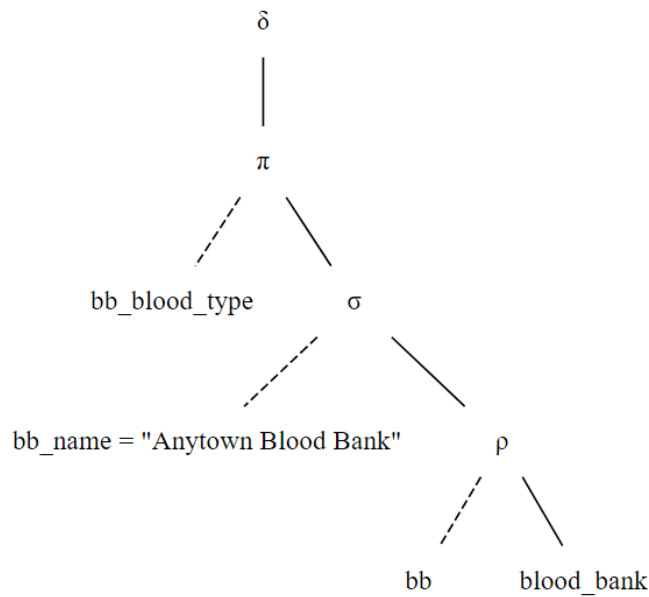 δ
π
bb_blood_type
σ
bb_name = "Anytown Blood Bank"
ρ
bb
blood_bank